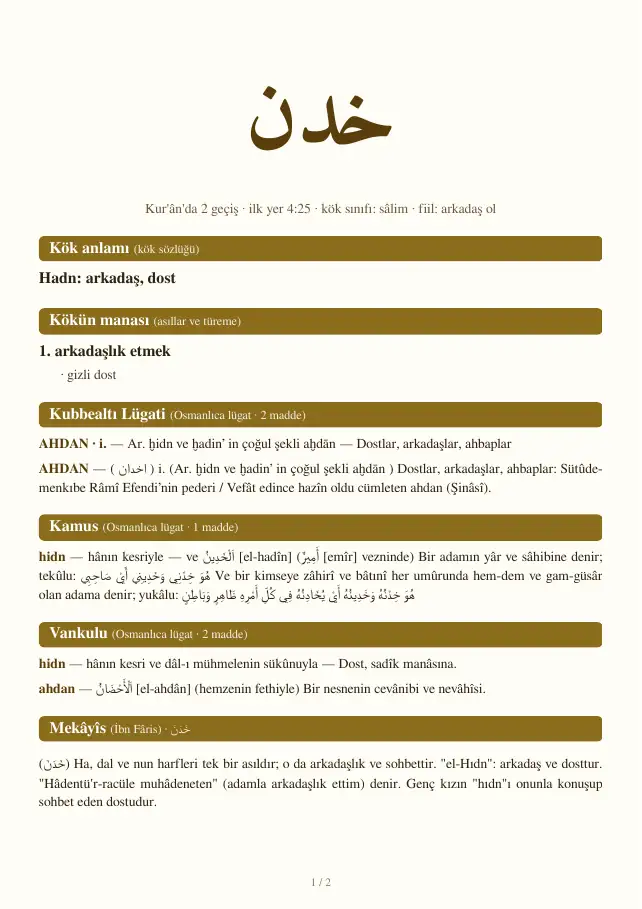 خدن
Kur'ân'da 2 geçiş · ilk yer 4:25 · kök sınıfı: sâlim · fiil: arkadaş ol
Kök anlamı (kök sözlüğü)
Hadn: arkadaş, dost
Kökün manası (asıllar ve türeme)
1. arkadaşlık etmek
· gizli dost
Kubbealtı Lügati (Osmanlıca lügat · 2 madde)
AHDAN · i. — Ar. ḫidn ve ḫadіn’ in çoğul şekli aḫdān — Dostlar, arkadaşlar, ahbaplar
AHDAN — ( اخدان ) i. (Ar. ḫidn ve ḫadіn’ in çoğul şekli aḫdān ) Dostlar, arkadaşlar, ahbaplar: Sütûde-
menkıbe Râmî Efendi’nin pederi / Vefât edince hazîn oldu cümleten ahdan (Şinâsî).
Kamus (Osmanlıca lügat · 1 madde)
hidn — hânın kesriyle — ve اَلْخَدِينُ [el-hadîn] (أَمِيرٌ [emîr] vezninde) Bir adamın yâr ve sâhibine denir;
tekûlu: هُوَ خِدْنِي وَخَدِينِي أَيْ صَاحِبِي Ve bir kimseye zâhirî ve bâtınî her umûrunda hem-dem ve gam-güsâr
olan adama denir; yukâlu: هُوَ خِدْنُهُ وَخَدِينُهُ أَيْ يُخَادِنُهُ فِي كُلِّ أَمْرِهِ ظَاهِرٍ وَبَاطِنٍ
Vankulu (Osmanlıca lügat · 2 madde)
hidn — hânın kesri ve dâl-ı mühmelenin sükûnuyla — Dost, sadîk manâsına.
ahdan — اَلْأَحْضَانُ [el-ahdân] (hemzenin fethiyle) Bir nesnenin cevânibi ve nevâhîsi.
Mekâyîs (İbn Fâris) · خَدَنَ
(خَدَنَ) Ha, dal ve nun harfleri tek bir asıldır; o da arkadaşlık ve sohbettir. "el-Hıdn": arkadaş ve dosttur.
"Hâdentü'r-racüle muhâdeneten" (adamla arkadaşlık ettim) denir. Genç kızın "hıdn"ı onunla konuşup
sohbet eden dostudur.
1 / 2